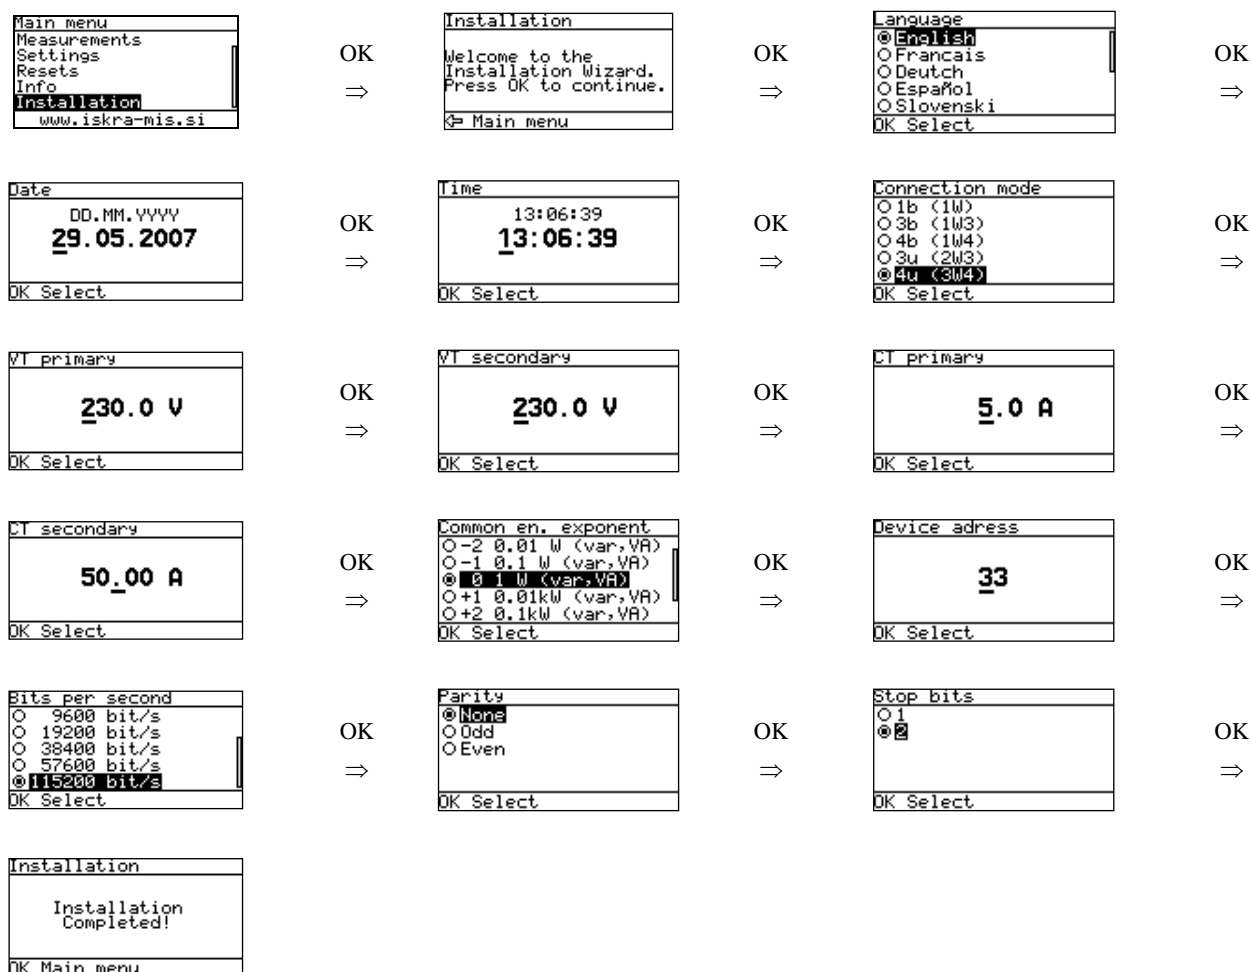 Main menu
Measurements
Settings
Resets
Info
Installation
www.iskra-mis.si
OK
⇒
Installation
Welcome to the
Installation Wizard.
Press OK to continue.
⇦ Main menu
OK
⇒
Language
English
Francais
Deutch
Español
Slovenski
OK Select
OK
⇒
Date
DD.MM.YYYY
29.05.2007
OK Select
OK
⇒
Time
13:06:39
13:06:39
OK Select
OK
⇒
Connection mode
1b (1W)
3b (1W3)
4b (1W4)
3u (2W3)
4u (3W4)
OK Select
OK
⇒
VT primary
230.0 V
OK Select
OK
⇒
VT secondary
230.0 V
OK Select
OK
⇒
CT primary
5.0 A
OK Select
OK
⇒
CT secondary
50.00 A
OK Select
OK
⇒
Common en. exponent
-2 0.01 W (var,VA)
-1 0.1 W (var,VA)
0 1 W (var,VA)
+1 0.01kW (var,VA)
+2 0.1kW (var,VA)
OK Select
OK
⇒
Device adress
33
OK Select
OK
⇒
Bits per second
9600 bit/s
19200 bit/s
38400 bit/s
57600 bit/s
115200 bit/s
OK Select
OK
⇒
Parity
None
Odd
Even
OK Select
OK
⇒
Stop bits
1
2
OK Select
OK
⇒
Installation
Installation
Completed!
OK Main menu